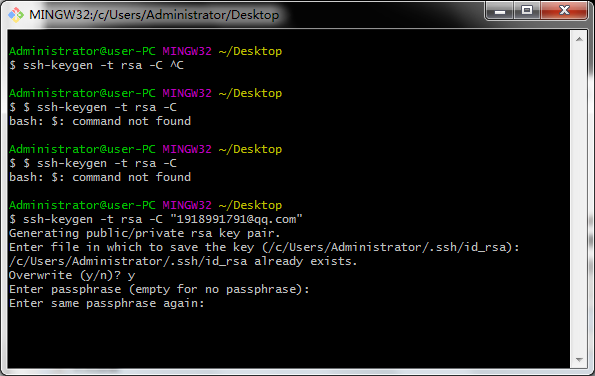 MINGW32:/c/Users/Administrator/Desktop
Administrator@user-PC MINGW32 ~/Desktop
$ ssh-keygen -t rsa -C ^C
Administrator@user-PC MINGW32 ~/Desktop
$ $ ssh-keygen -t rsa -C
bash: $: command not found
Administrator@user-PC MINGW32 ~/Desktop
$ $ ssh-keygen -t rsa -C
bash: $: command not found
Administrator@user-PC MINGW32 ~/Desktop
$ ssh-keygen -t rsa -C "1918991791@qq.com"
Generating public/private rsa key pair.
Enter file in which to save the key (/c/Users/Administrator/.ssh/id_rsa):
/c/Users/Administrator/.ssh/id_rsa already exists.
Overwrite (y/n)? y
Enter passphrase (empty for no passphrase):
Enter same passphrase again: